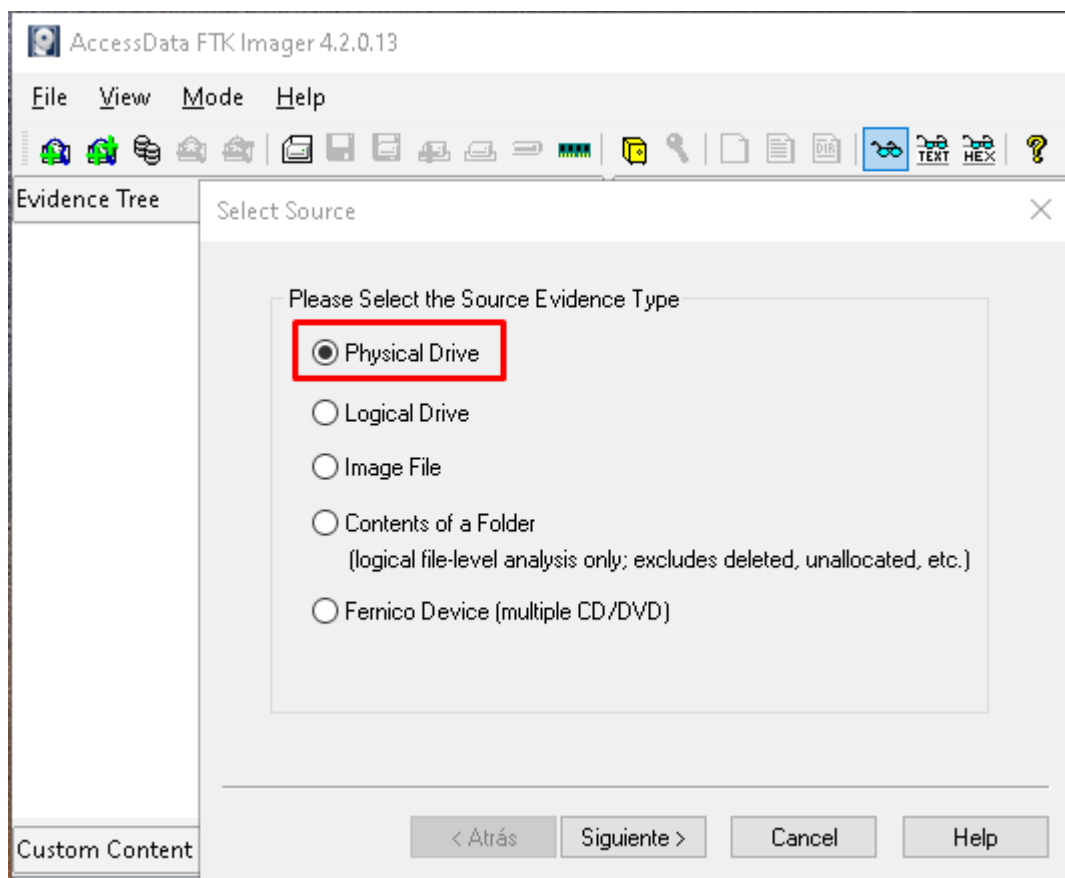 AccessData FTK Imager 4.2.0.13
File View Mode Help
DIR TEXT HEX ?
Evidence Tree
Select Source
Please Select the Source Evidence Type
Physical Drive
Logical Drive
Image File
Contents of a Folder
(logical file-level analysis only; excludes deleted, unallocated, etc.)
Fernico Device (multiple CD/DVD)
< Atrás Siguiente > Cancel Help
Custom Content